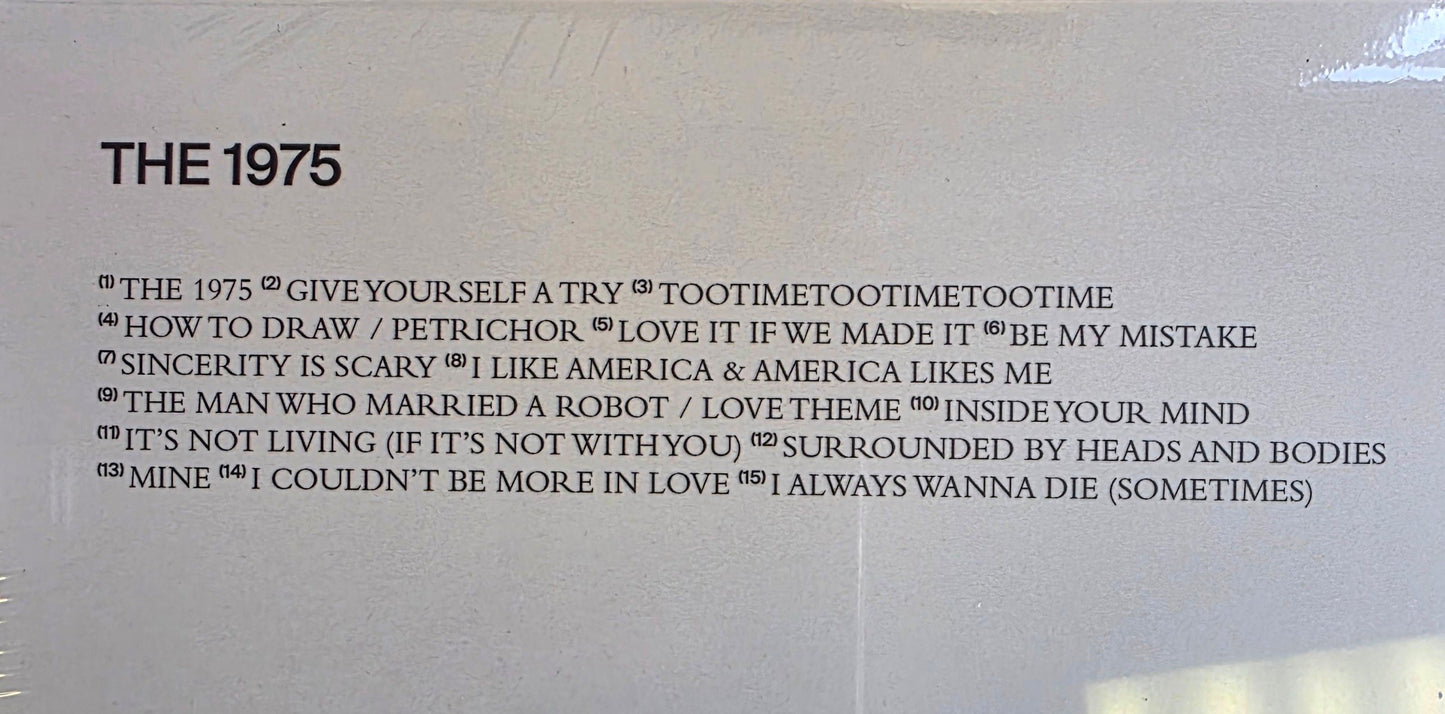 THE 1975
(1) THE 1975 (2) GIVE YOURSELF A TRY (3) TOOTIMETOOTIMETOOTIME
(4) HOW TO DRAW / PETRICHOR (5) LOVE IT IF WE MADE IT (6) BE MY MISTAKE
(7) SINCERITY IS SCARY (8) I LIKE AMERICA & AMERICA LIKES ME
(9) THE MAN WHO MARRIED A ROBOT / LOVE THEME (10) INSIDE YOUR MIND
(11) IT'S NOT LIVING (IF IT'S NOT WITH YOU) (12) SURROUNDED BY HEADS AND BODIES
(13) MINE (14) I COULDN'T BE MORE IN LOVE (15) I ALWAYS WANNA DIE (SOMETIMES)